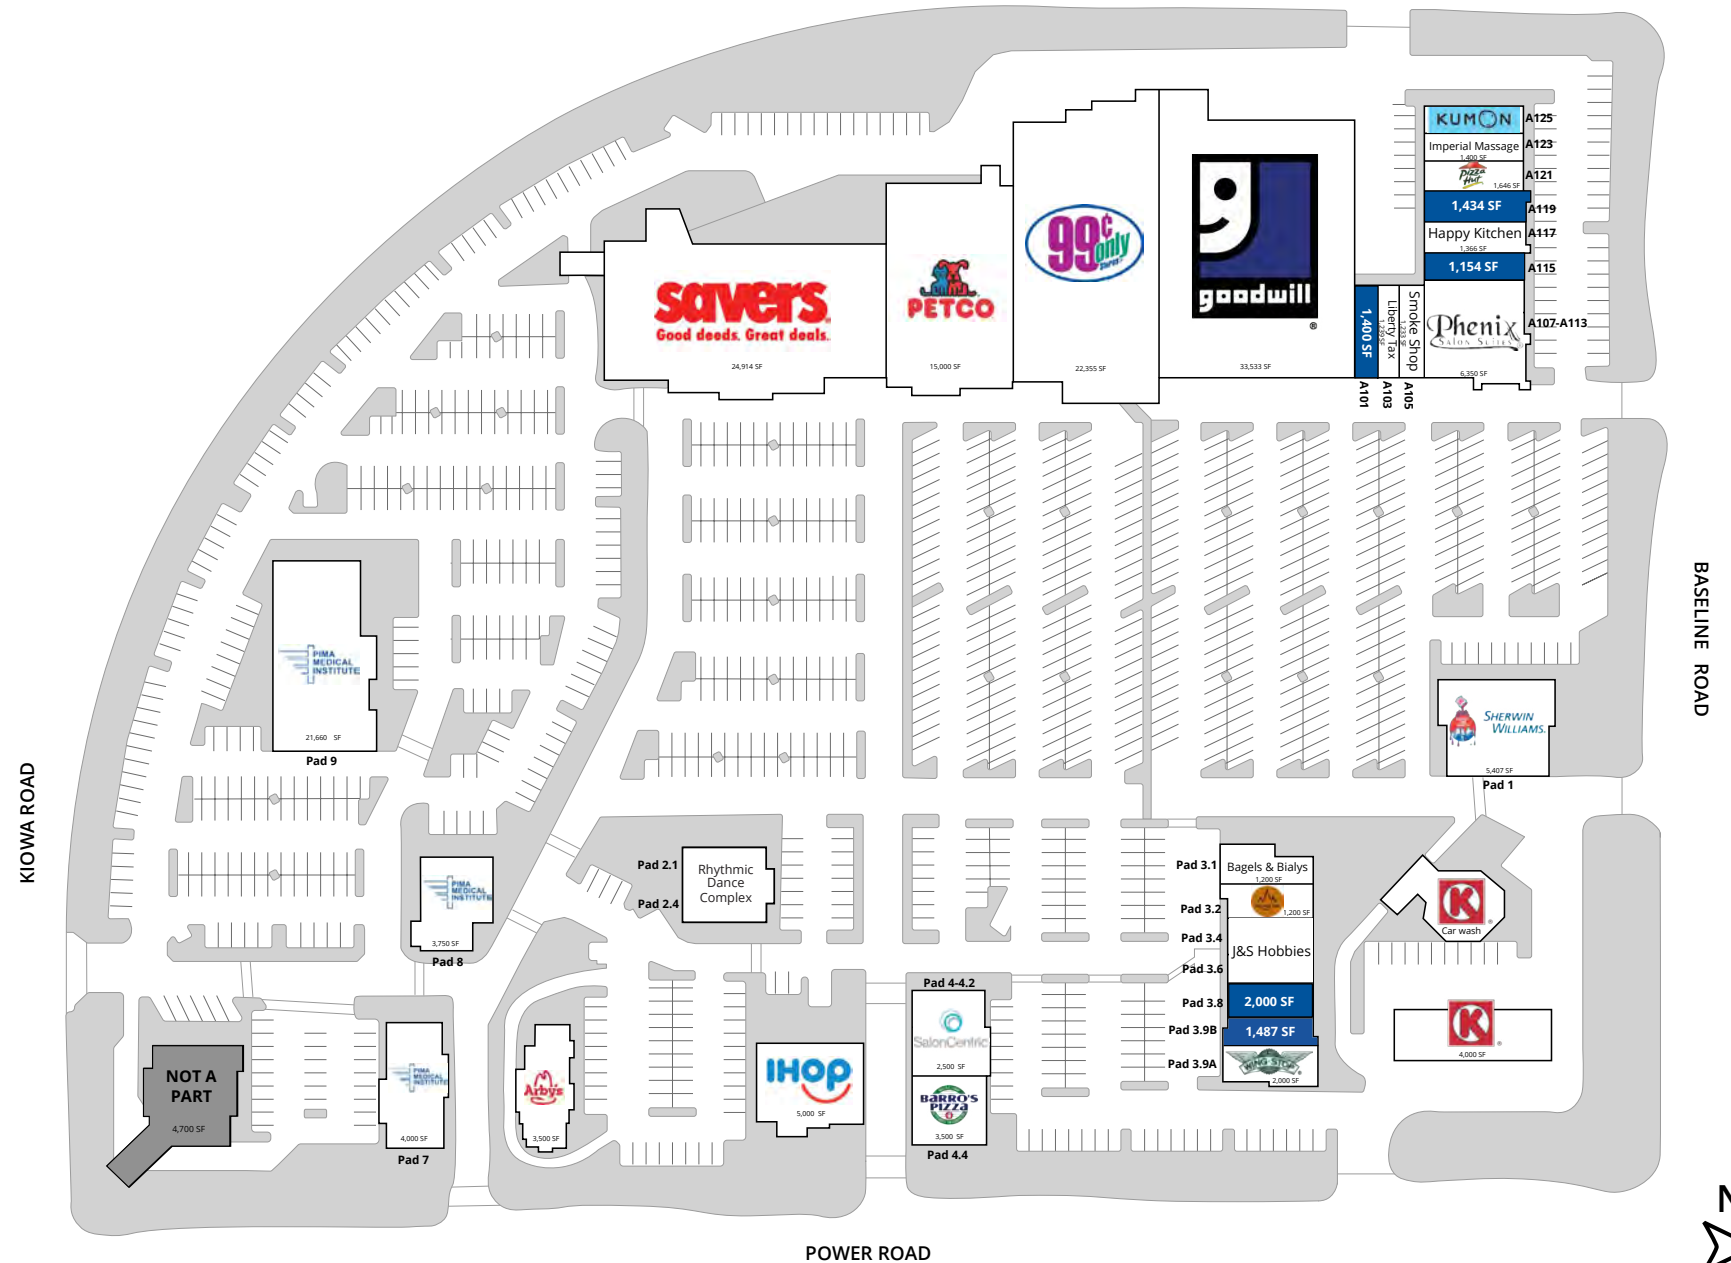 KUMON
A125
Imperial Massage
1,400 SF
A123
Pizza
Hut
1,646 SF
A121
1,434 SF
A119
Happy Kitchen
1,366 SF
A117
1,154 SF
A115
Phenix
SALON SUITES
6,350 SF
A107-A113
savers
Good deeds. Great deals.
24,914 SF
PETCO
15,000 SF
99¢
only
stores
22,355 SF
goodwill
®
33,533 SF
1,400 SF
A101
Liberty Tax
1,239 SF
A103
Smoke Shop
1,233 SF
A105
BASELINE ROAD
PIMA
MEDICAL
INSTITUTE
21,660 SF
Pad 9
SHERWIN
WILLIAMS.
5,407 SF
Pad 1
KIOWA ROAD
PIMA
MEDICAL
INSTITUTE
3,750 SF
Pad 8
Pad 2.1
Pad 2.4
Rhythmic
Dance
Complex
Pad 3.1
Bagels & Bialys
1,200 SF
Pad 3.2
1,200 SF
Pad 3.4
J&S Hobbies
Pad 3.6
Pad 3.8
2,000 SF
Pad 3.9B
1,487 SF
Pad 3.9A
WING STOP
2,000 SF
K
®
Car wash
K
®
4,000 SF
NOT A
PART
4,700 SF
PIMA
MEDICAL
INSTITUTE
4,000 SF
Pad 7
Arby's
3,500 SF
IHOP
5,000 SF
Pad 4-4.2
SalonCentric
2,500 SF
BARRO'S
PIZZA
3,500 SF
Pad 4.4
POWER ROAD
N